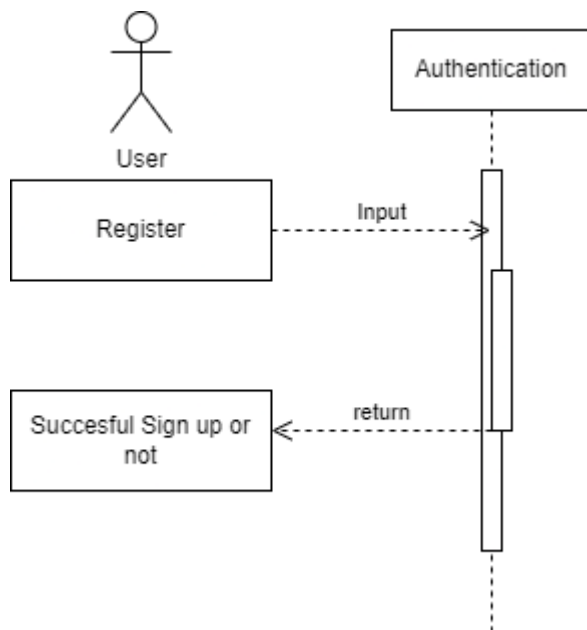 Authentication
User
Register
Input
return
Succesful Sign up or
not